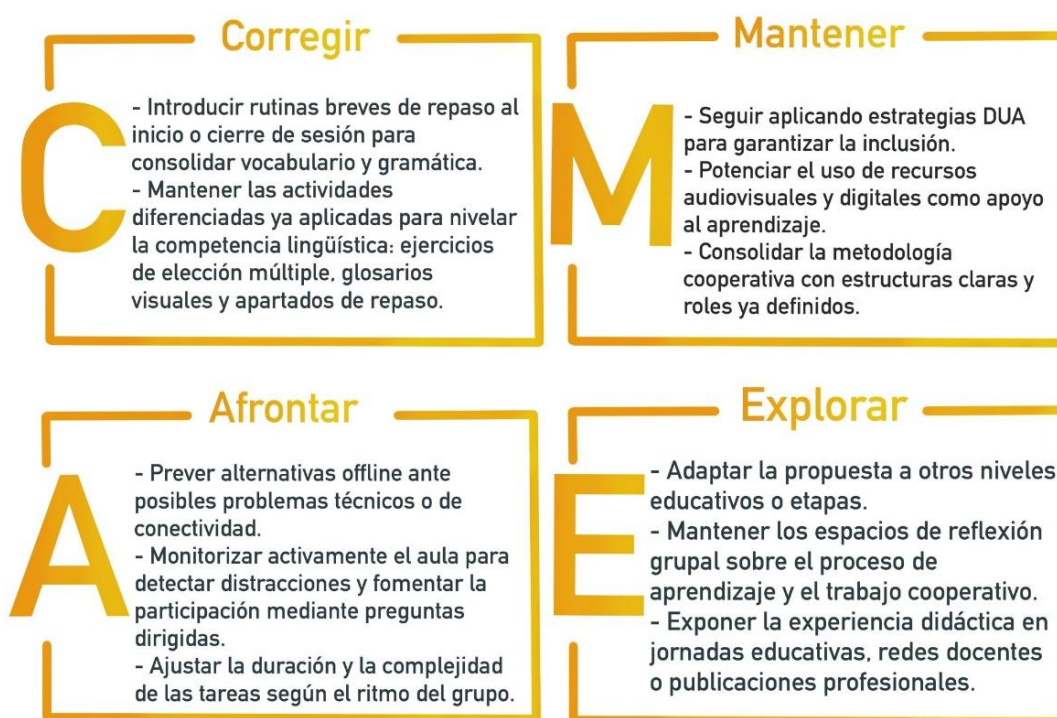 Corregir
C
- Introducir rutinas breves de repaso al
inicio o cierre de sesión para
consolidar vocabulario y gramática.
- Mantener las actividades
diferenciadas ya aplicadas para nivelar
la competencia lingüística: ejercicios
de elección múltiple, glosarios
visuales y apartados de repaso.
Mantener
M
- Seguir aplicando estrategias DUA
para garantizar la inclusión.
- Potenciar el uso de recursos
audiovisuales y digitales como apoyo
al aprendizaje.
- Consolidar la metodología
cooperativa con estructuras claras y
roles ya definidos.
Afrontar
A
- Prever alternativas offline ante
posibles problemas técnicos o de
conectividad.
- Monitorizar activamente el aula para
detectar distracciones y fomentar la
participación mediante preguntas
dirigidas.
- Ajustar la duración y la complejidad
de las tareas según el ritmo del grupo.
Explorar
E
- Adaptar la propuesta a otros niveles
educativos o etapas.
- Mantener los espacios de reflexión
grupal sobre el proceso de
aprendizaje y el trabajo cooperativo.
- Exponer la experiencia didáctica en
jornadas educativas, redes docentes
o publicaciones profesionales.